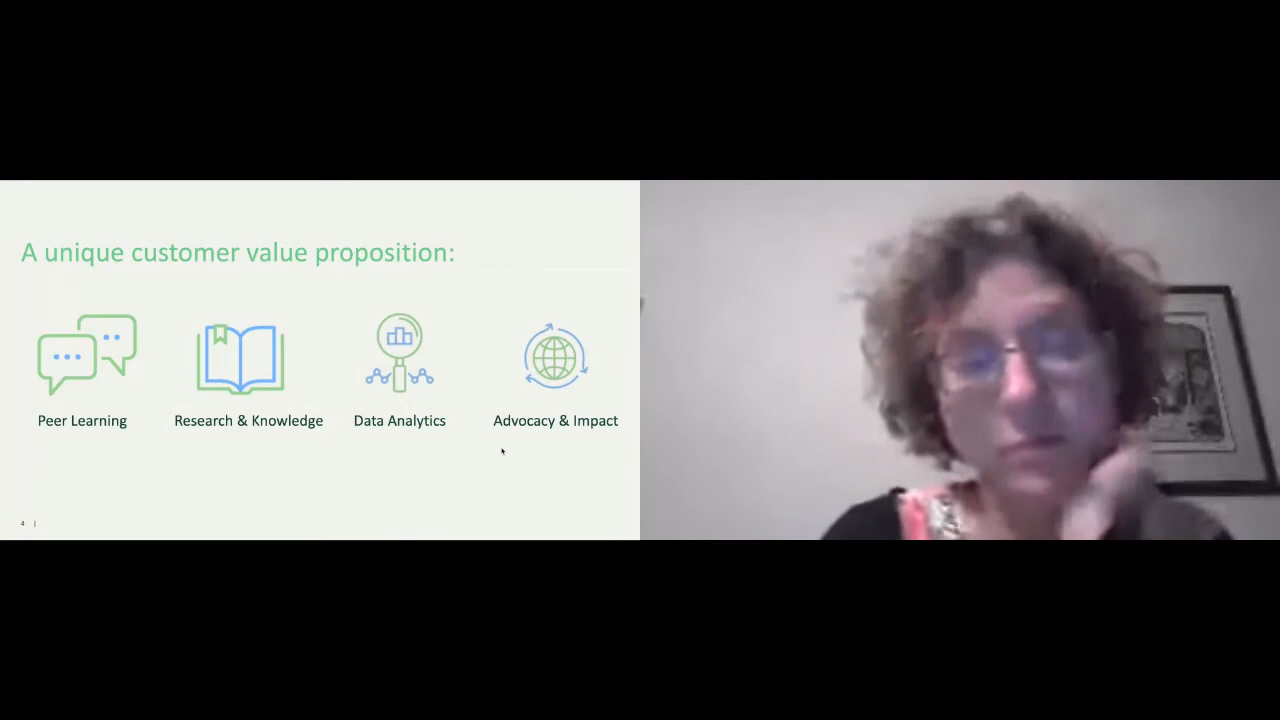 A unique customer value proposition:
Peer Learning
Research & Knowledge
Data Analytics
Advocacy & Impact
4 |